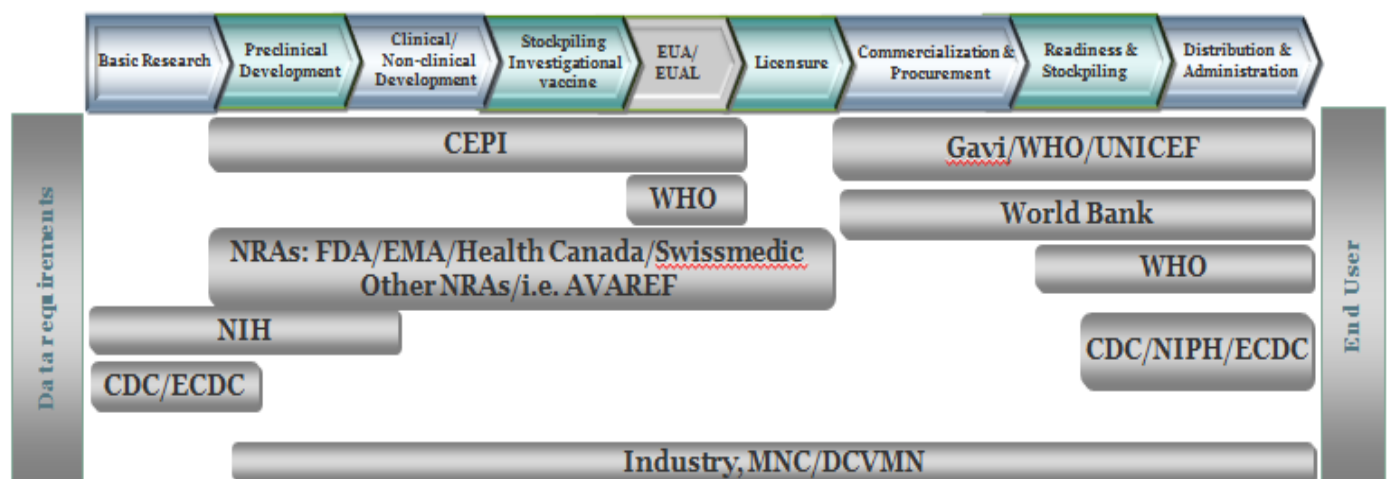 Basic Research
Preclinical
Development
Clinical/
Non-clinical
Development
Stockpiling
Investigational
vaccine
EUA/
EUAL
Licensure
Commercialization &
Procurement
Readiness &
Stockpiling
Distribution &
Administration
Data requirements
CEPI
Gavi/WHO/UNICEF
WHO
World Bank
NRAs: FDA/EMA/Health Canada/Swissmedic
Other NRAs/i.e. AVAREF
WHO
NIH
CDC/NIPH/ECDC
CDC/ECDC
Industry, MNC/DCVMN
End User